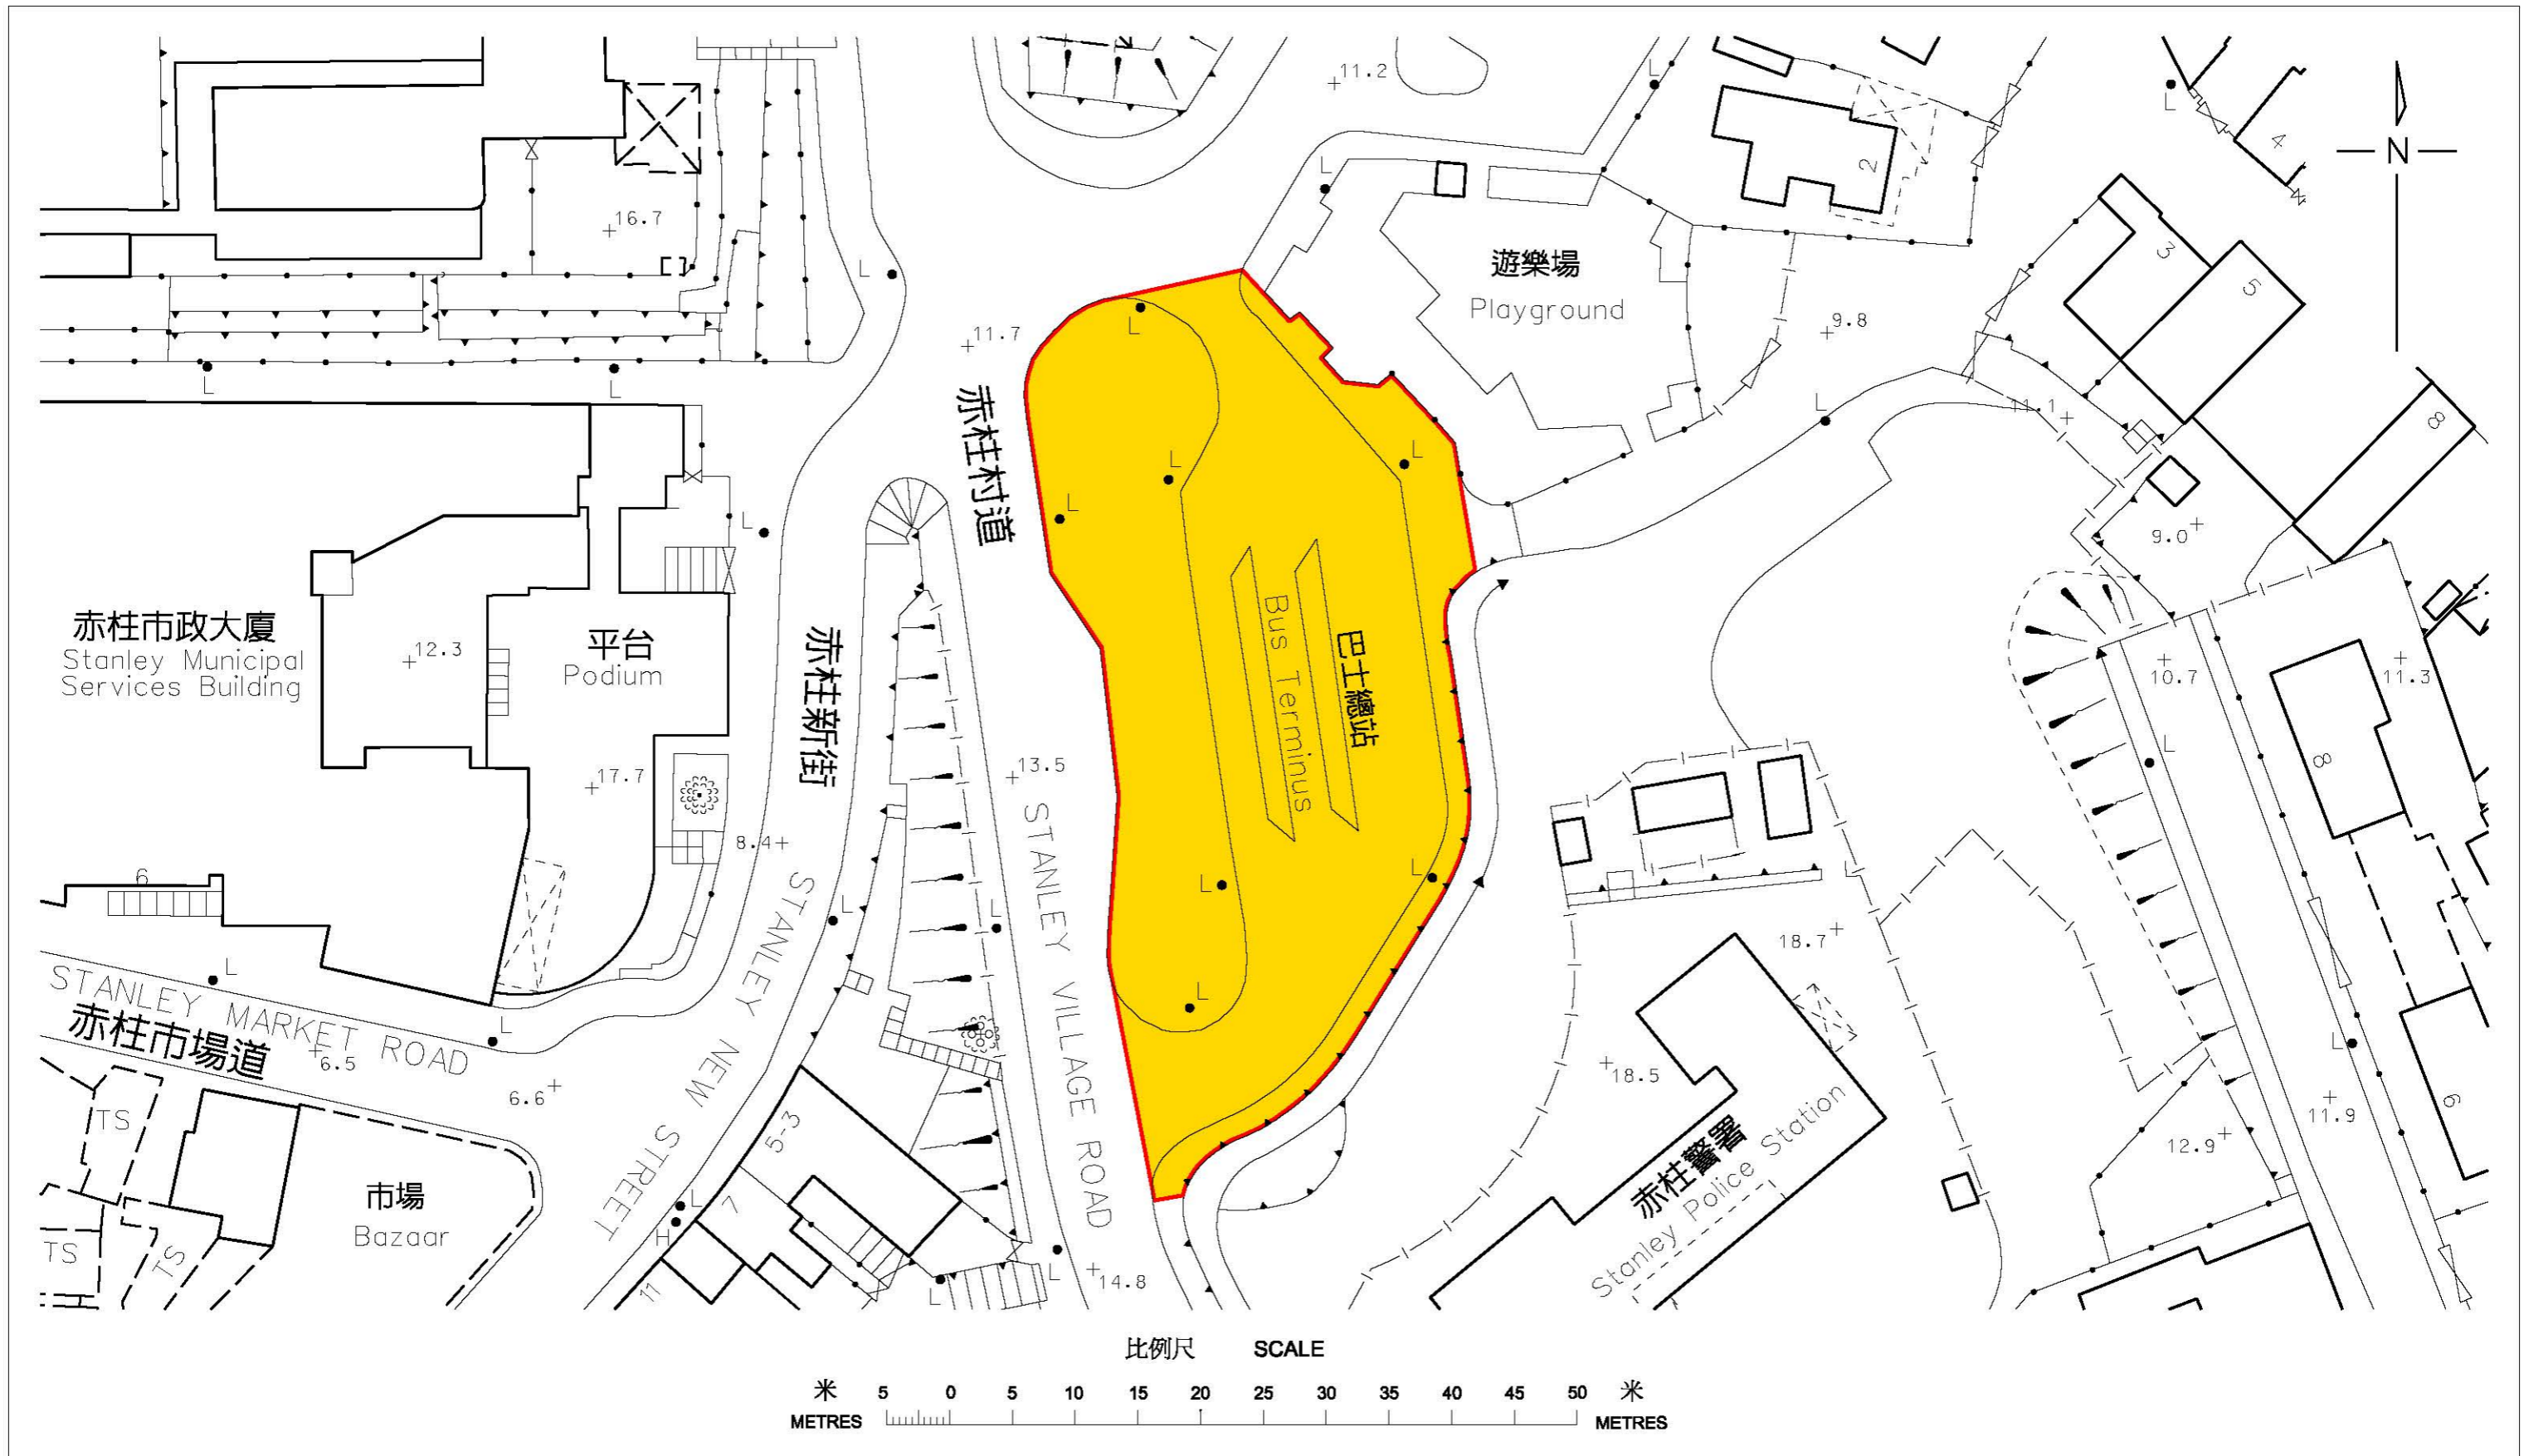 L
+11.2
2
L
4
N
+16.7
L
L
3
5
遊樂場
Playground
+11.7
L
+9.8
L
L
赤柱村道
L
11.1+
8
L
L
L
L
9.0+
赤柱市政大廈
Stanley Municipal
Services Building
+12.3
平台
Podium
赤柱新街
巴士總站
Bus Terminus
+10.7
+11.3
+17.7
+13.5
L
8
8.4+
6
STANLEY VILLAGE ROAD
STANLEY NEW STREET
L
L
L
L
18.7+
STANLEY MARKET ROAD
赤柱市場道
L
L
L
+6.5
6.6+
+18.5
L
+11.9
6
TS
TS
TS
市場
Bazaar
5-3
7
11
L
H
L
L
+14.8
赤柱警署
Stanley Police Station
12.9+
比例尺 SCALE
米 5 0 5 10 15 20 25 30 35 40 45 50 米
METRES METRES